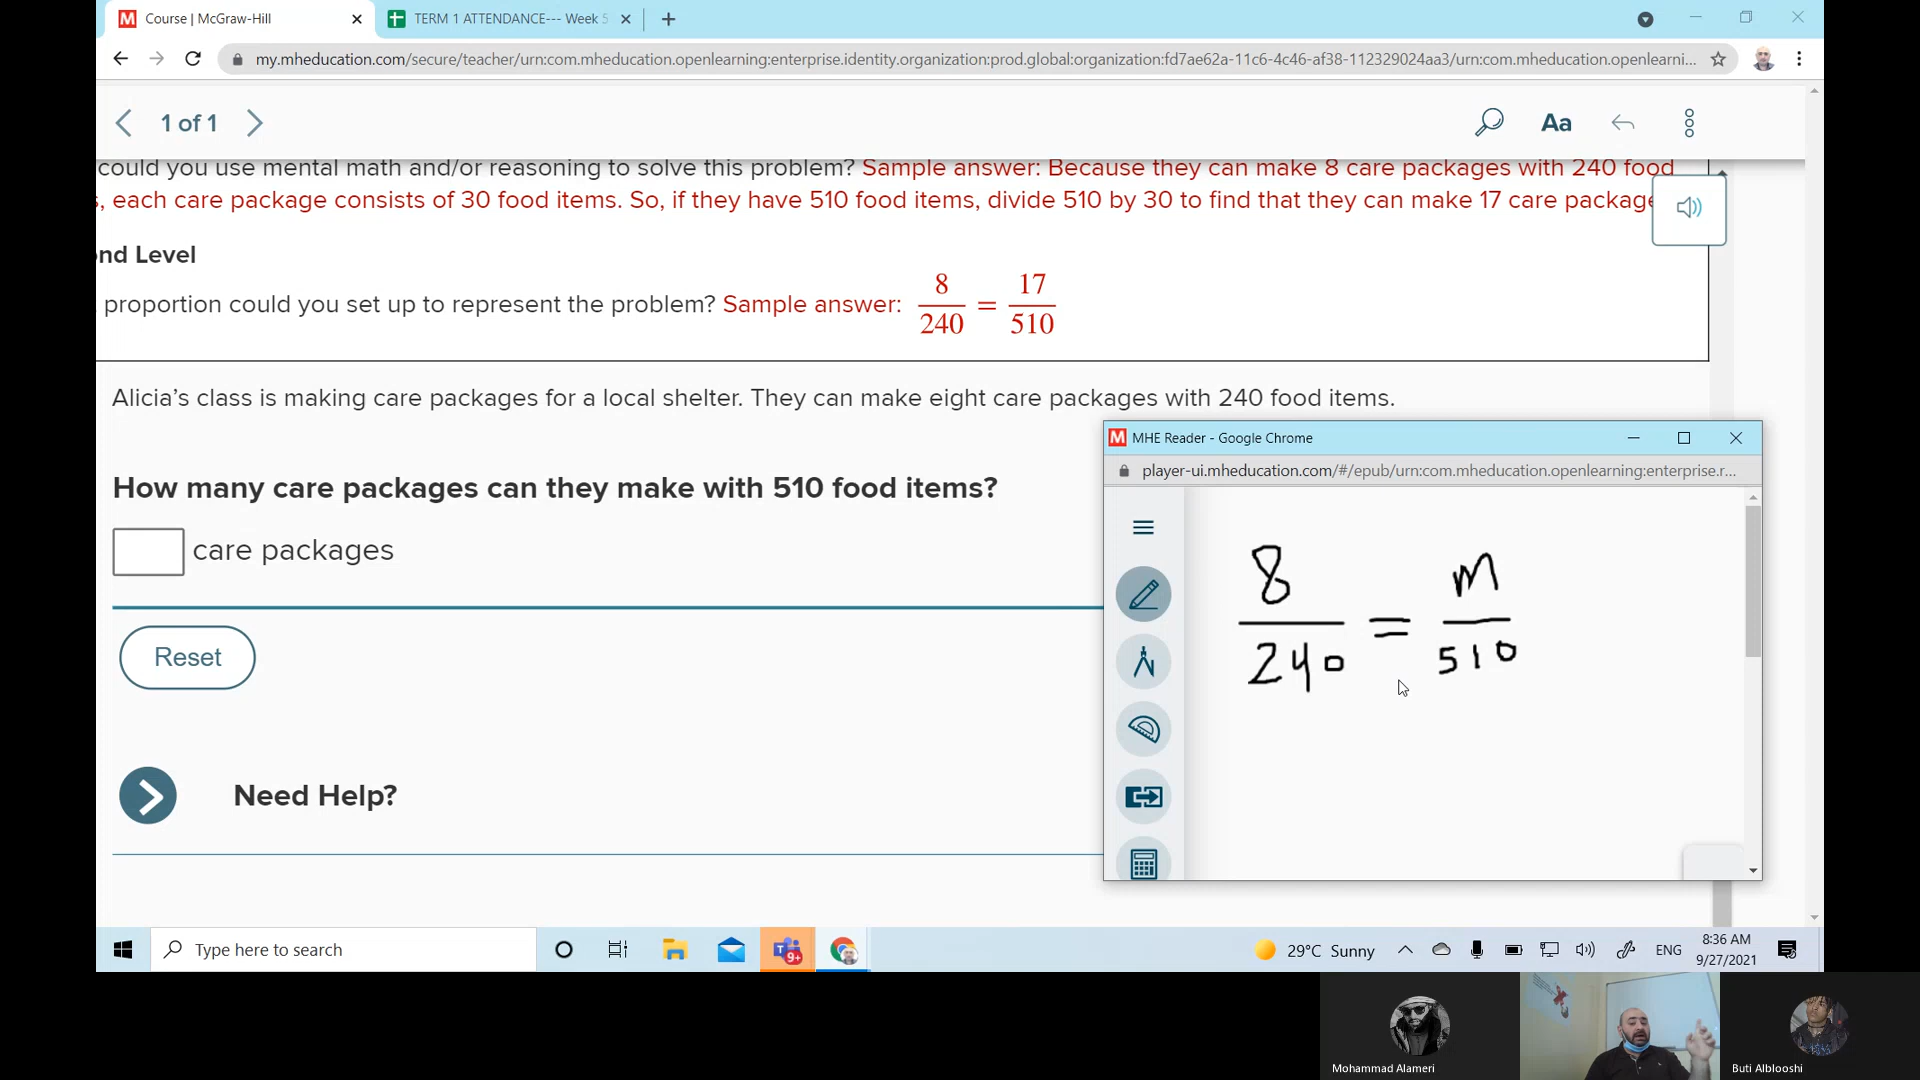 Course | McGraw-Hill
TERM 1 ATTENDANCE--- Week 5
my.mheducation.com/secure/teacher/urn:com.mheducation.openlearning:enterprise.identity.organization:prod.global:organization:fd7ae62a-11c6-4c46-af38-112329024aa3/urn:com.mheducation.openlearni...
1 of 1
Aa
could you use mental math and/or reasoning to solve this problem? Sample answer: Because they can make 8 care packages with 240 food
s, each care package consists of 30 food items. So, if they have 510 food items, divide 510 by 30 to find that they can make 17 care package
ond Level
proportion could you set up to represent the problem? Sample answer: 8/240 = 17/510
Alicia’s class is making care packages for a local shelter. They can make eight care packages with 240 food items.
How many care packages can they make with 510 food items?
care packages
Reset
Need Help?
MHE Reader - Google Chrome
player-ui.mheducation.com/#/epub/urn:com.mheducation.openlearning:enterprise.r...
8/240 = m/510
Type here to search
9+
29°C Sunny
ENG
8:36 AM
9/27/2021
Mohammad Alameri
Buti Alblooshi